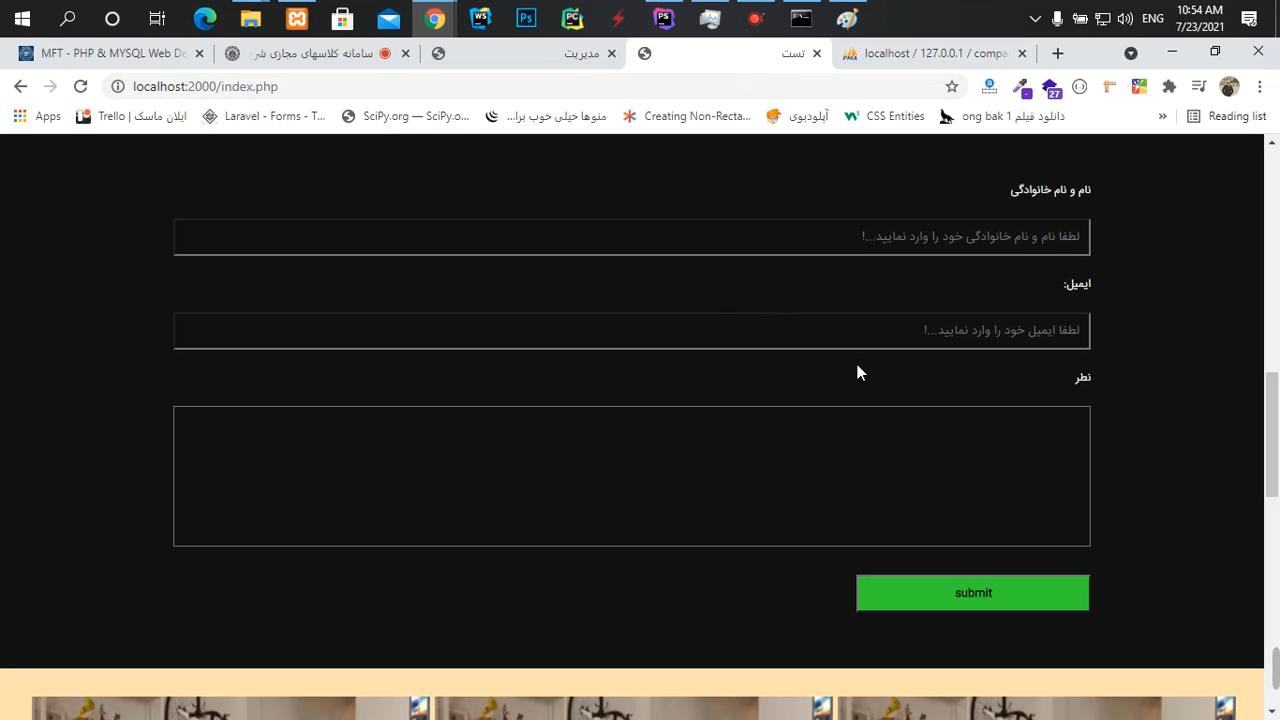 10:54 AM
ENG
7/23/2021
MFT - PHP & MYSQL Web De
سامانه کلاسهای مجازی شر
مدیریت
تست
localhost / 127.0.0.1 / compa
localhost:2000/index.php
27
Apps
Trello | ایلان ماسک
Laravel - Forms - T...
SciPy.org — SciPy.o...
منوها خیلی خوب برا...
Creating Non-Recta...
آپلودبوی
CSS Entities
دانلود فیلم ong bak 1
»
Reading list
نام و نام خانوادگی
لطفا نام و نام خانوادگی خود را وارد نمایید...!
ایمیل:
لطفا ایمیل خود را وارد نمایید...!
نظر
submit